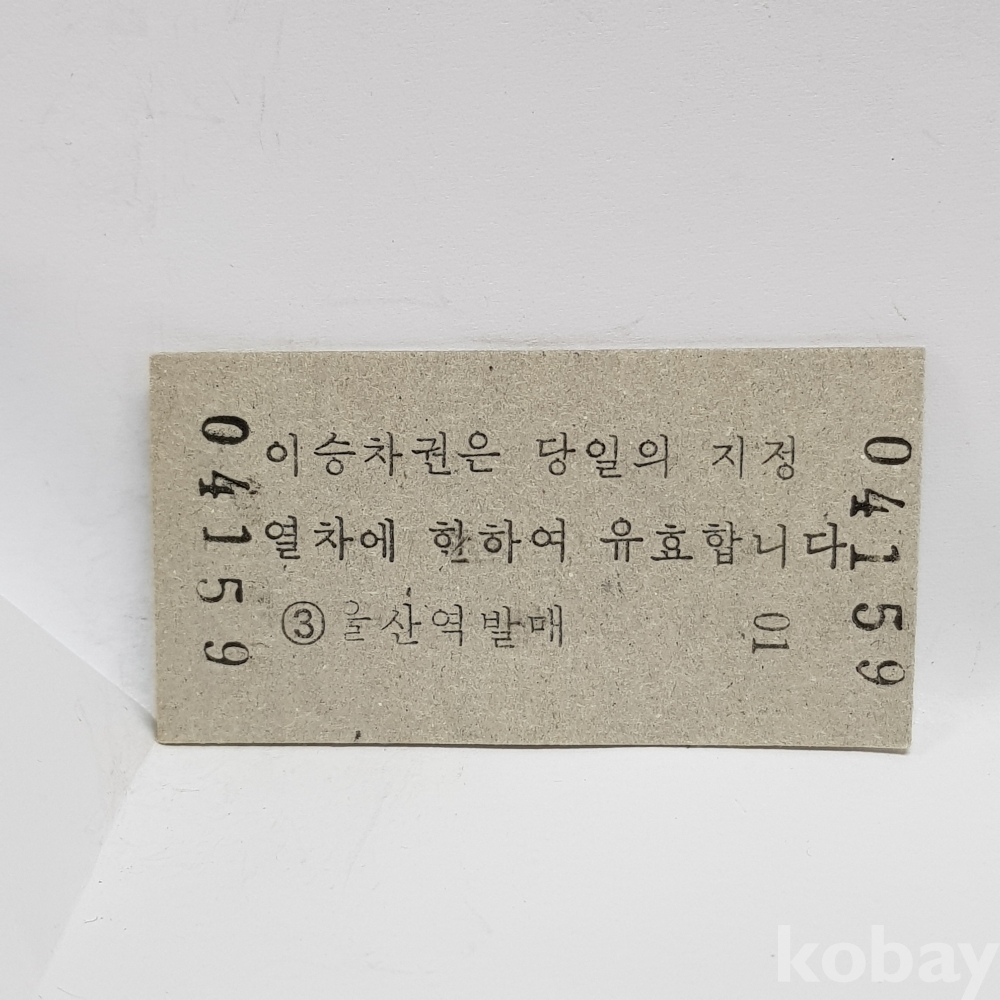 04159
이승차권은 당일의 지정
열차에 한하여 유효합니다
③ 울산역발매
01
04159
kobay